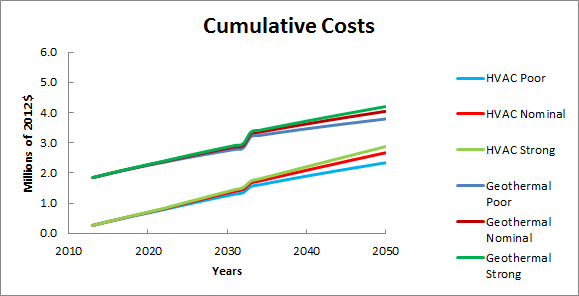 Cumulative Costs
Millions of 2012$
6.0
5.0
4.0
3.0
2.0
1.0
0.0
2010 2020 2030 2040 2050
Years
HVAC Poor
HVAC Nominal
HVAC Strong
Geothermal
Poor
Geothermal
Nominal
Geothermal
Strong